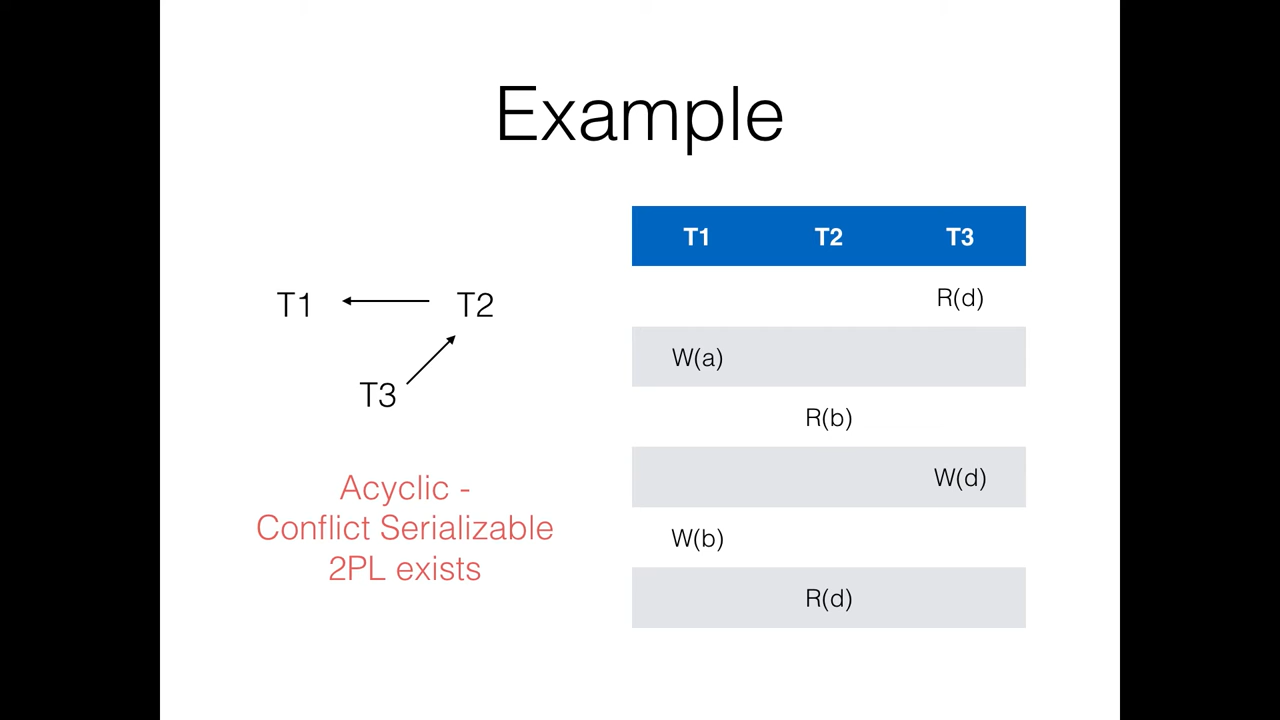 Example
T1 T2
T3
Acyclic -
Conflict Serializable
2PL exists
T1 T2 T3
R(d)
W(a)
R(b)
W(d)
W(b)
R(d)